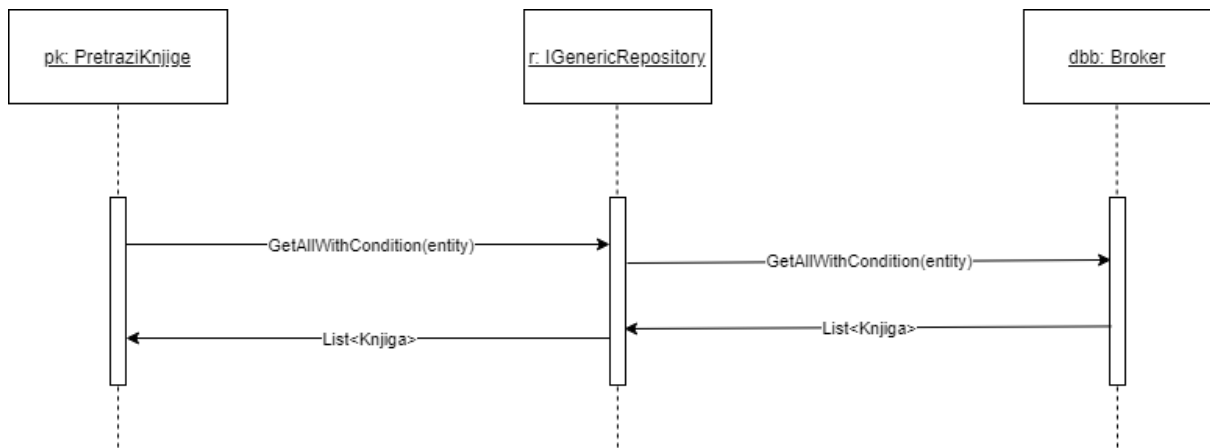 pk: PretraziKnjige
r: IGenericRepository
dbb: Broker
GetAllWithCondition(entity)
GetAllWithCondition(entity)
List<Knjiga>
List<Knjiga>